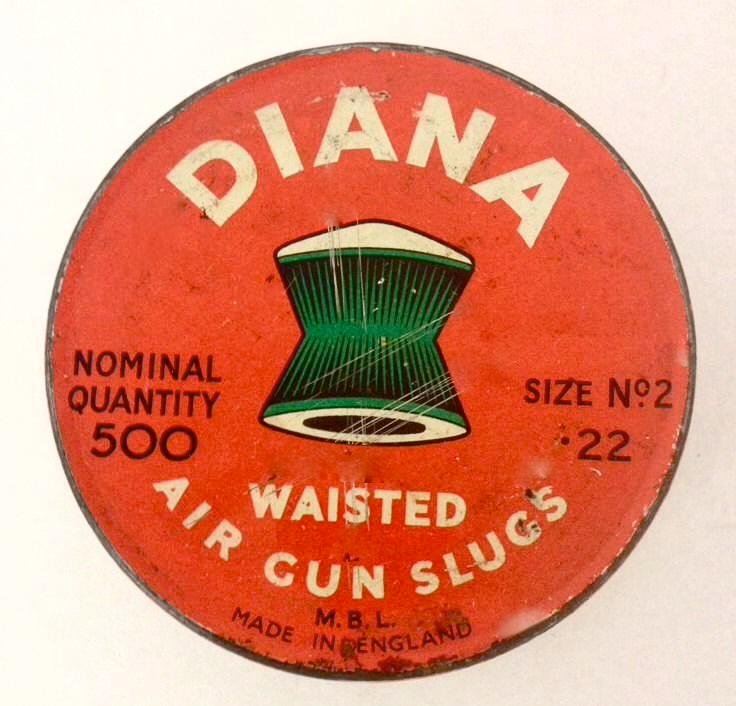 DIANA
NOMINAL
QUANTITY
500
SIZE Nº2
·22
WAISTED
AIR GUN SLUGS
M.B.L.
MADE IN ENGLAND